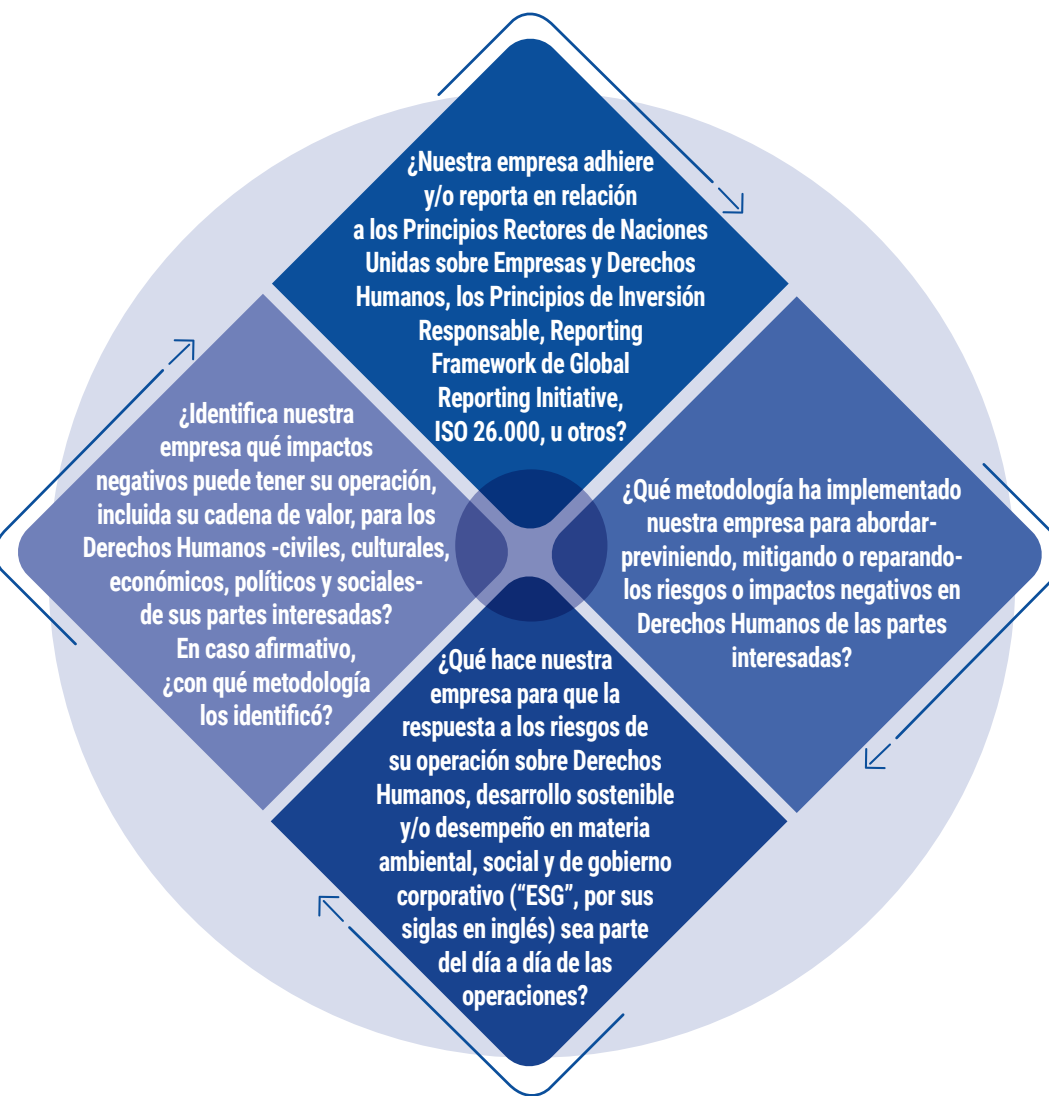 ¿Nuestra empresa adhiere
y/o reporta en relación
a los Principios Rectores de Naciones
Unidas sobre Empresas y Derechos
Humanos, los Principios de Inversión
Responsable, Reporting
Framework de Global
Reporting Initiative,
ISO 26.000, u otros?
¿Qué metodología ha implementado
nuestra empresa para abordar-
previniendo, mitigando o reparando-
los riesgos o impactos negativos en
Derechos Humanos de las partes
interesadas?
¿Qué hace nuestra
empresa para que la
respuesta a los riesgos de
su operación sobre Derechos
Humanos, desarrollo sostenible
y/o desempeño en materia
ambiental, social y de gobierno
corporativo (“ESG”, por sus
siglas en inglés) sea parte
del día a día de las
operaciones?
¿Identifica nuestra
empresa qué impactos
negativos puede tener su operación,
incluida su cadena de valor, para los
Derechos Humanos -civiles, culturales,
económicos, políticos y sociales-
de sus partes interesadas?
En caso afirmativo,
¿con qué metodología
los identificó?